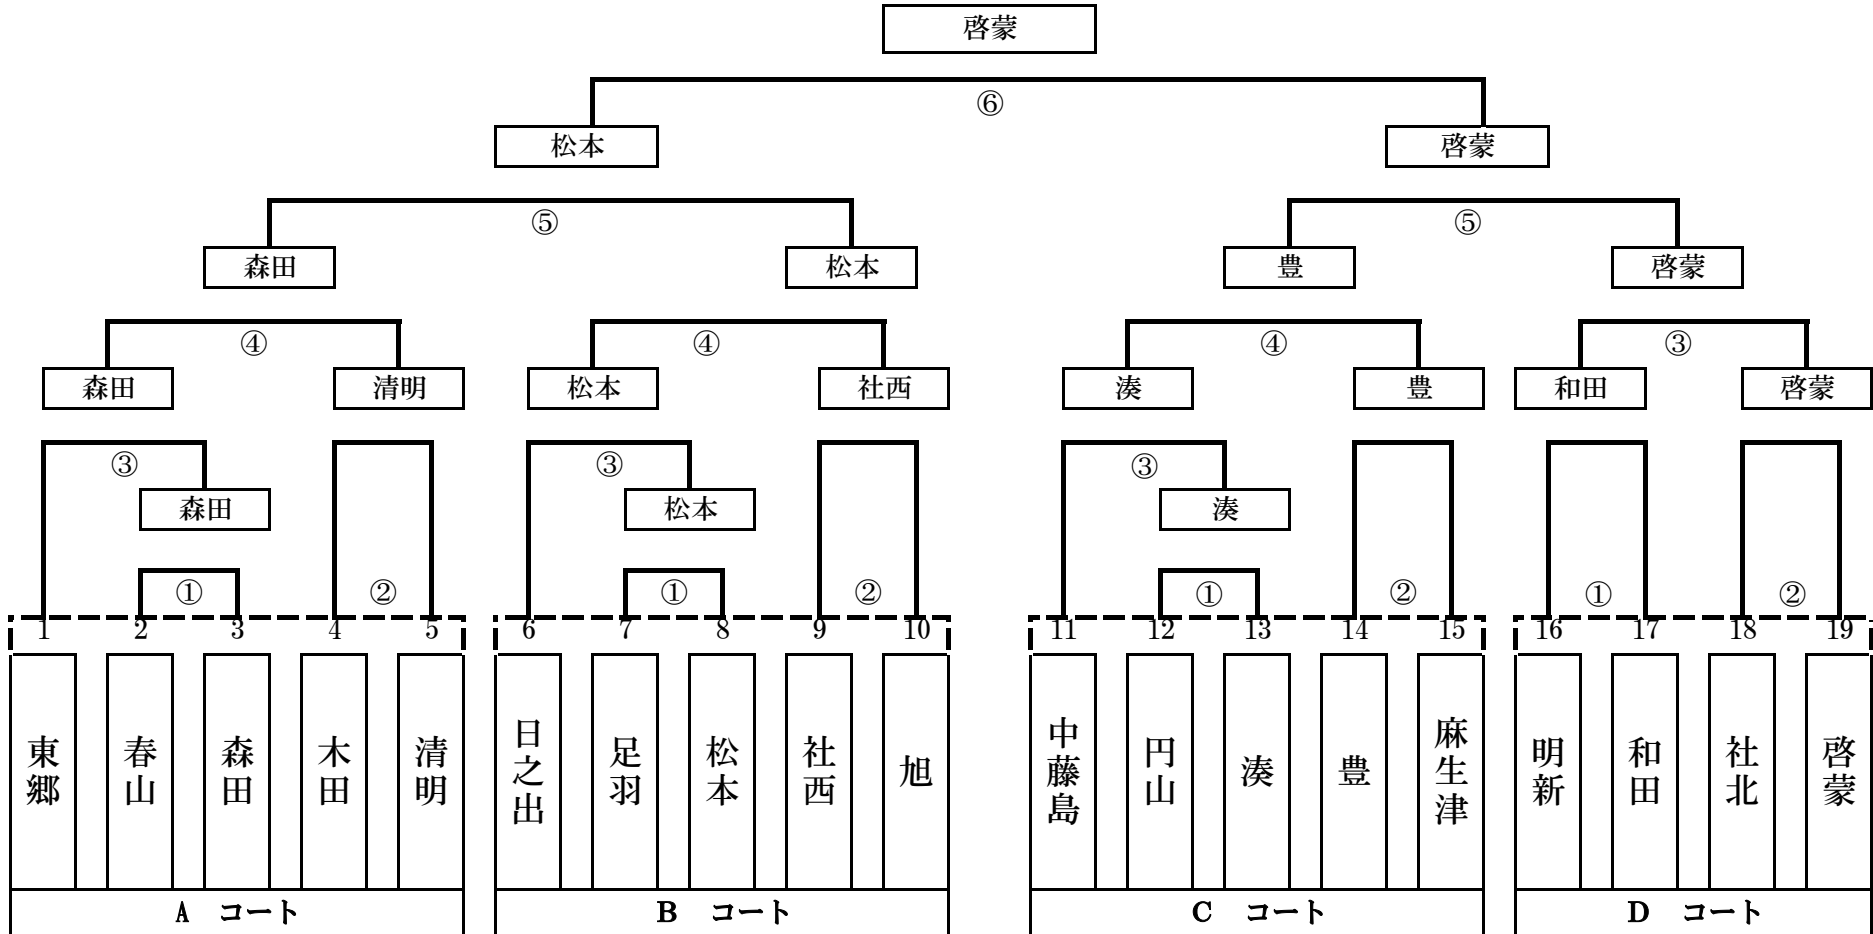 啓蒙
⑥
松本 啓蒙
⑤ ⑤
森田 松本 豊 啓蒙
④ ④ ④ ③
森田 清明 松本 社西 湊 豊 和田 啓蒙
③ ③ ③
森田 松本 湊
① ② ① ② ① ② ① ②
1 2 3 4 5 6 7 8 9 10 11 12 13 14 15 16 17 18 19
東郷 春山 森田 木田 清明 日之出 足羽 松本 社西 旭 中藤島 円山 湊 豊 麻生津 明新 和田 社北 啓蒙
A コート B コート C コート D コート